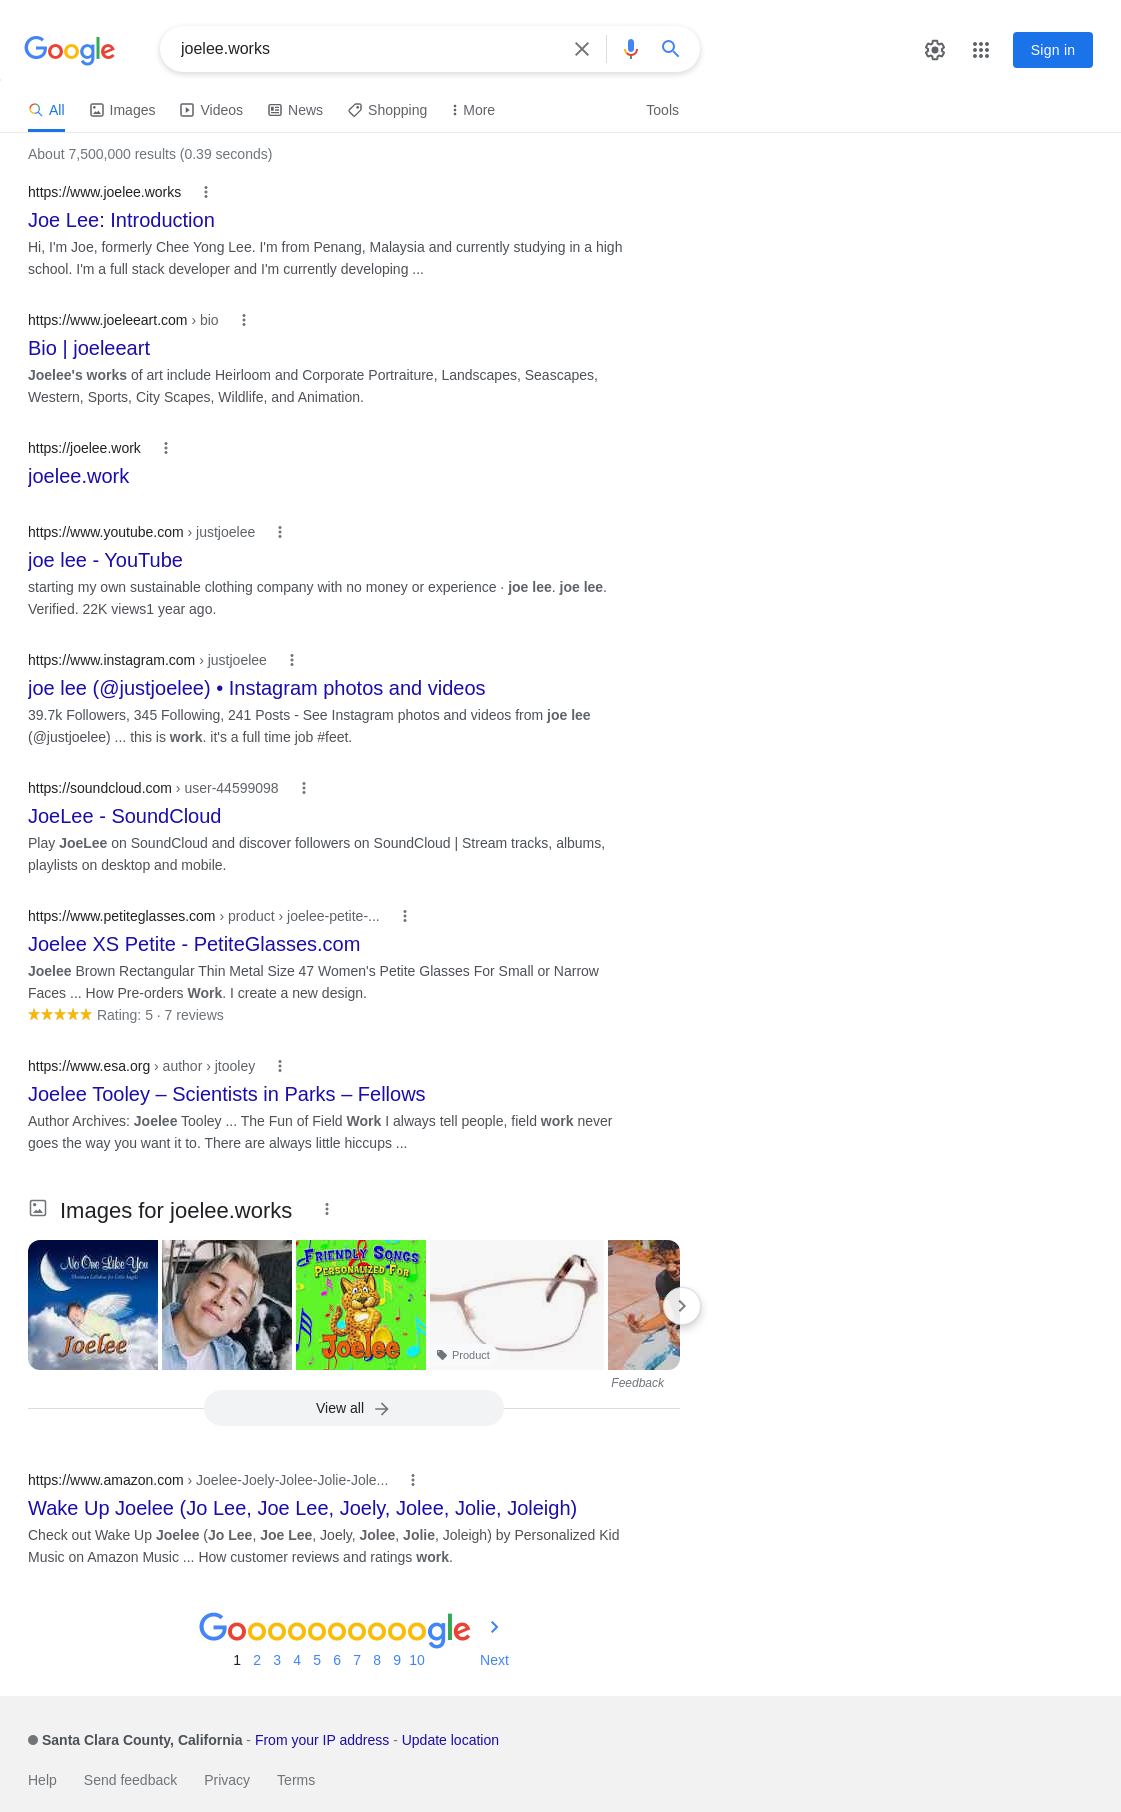 Google
joelee.works
Sign in
All
Images
Videos
News
Shopping
More
Tools
About 7,500,000 results (0.39 seconds)
https://www.joelee.works
Joe Lee: Introduction
Hi, I'm Joe, formerly Chee Yong Lee. I'm from Penang, Malaysia and currently studying in a high
school. I'm a full stack developer and I'm currently developing ...
https://www.joeleeart.com › bio
Bio | joeleeart
Joelee's works of art include Heirloom and Corporate Portraiture, Landscapes, Seascapes,
Western, Sports, City Scapes, Wildlife, and Animation.
https://joelee.work
joelee.work
https://www.youtube.com › justjoelee
joe lee - YouTube
starting my own sustainable clothing company with no money or experience · joe lee. joe lee.
Verified. 22K views1 year ago.
https://www.instagram.com › justjoelee
joe lee (@justjoelee) • Instagram photos and videos
39.7k Followers, 345 Following, 241 Posts - See Instagram photos and videos from joe lee
(@justjoelee) ... this is work. it's a full time job #feet.
https://soundcloud.com › user-44599098
JoeLee - SoundCloud
Play JoeLee on SoundCloud and discover followers on SoundCloud | Stream tracks, albums,
playlists on desktop and mobile.
https://www.petiteglasses.com › product › joelee-petite-...
Joelee XS Petite - PetiteGlasses.com
Joelee Brown Rectangular Thin Metal Size 47 Women's Petite Glasses For Small or Narrow
Faces ... How Pre-orders Work. I create a new design.
Rating: 5 · 7 reviews
https://www.esa.org › author › jtooley
Joelee Tooley – Scientists in Parks – Fellows
Author Archives: Joelee Tooley ... The Fun of Field Work I always tell people, field work never
goes the way you want it to. There are always little hiccups ...
Images for joelee.works
No One Like You
Christian Lullabies for Little Angels
Joelee
FRIENDLY SONGS
PERSONALIZED FOR
Joelee
Product
Feedback
View all
https://www.amazon.com › Joelee-Joely-Jolee-Jolie-Jole...
Wake Up Joelee (Jo Lee, Joe Lee, Joely, Jolee, Jolie, Joleigh)
Check out Wake Up Joelee (Jo Lee, Joe Lee, Joely, Jolee, Jolie, Joleigh) by Personalized Kid
Music on Amazon Music ... How customer reviews and ratings work.
Goooooooooogle
1 2 3 4 5 6 7 8 9 10 Next
Santa Clara County, California - From your IP address - Update location
Help Send feedback Privacy Terms